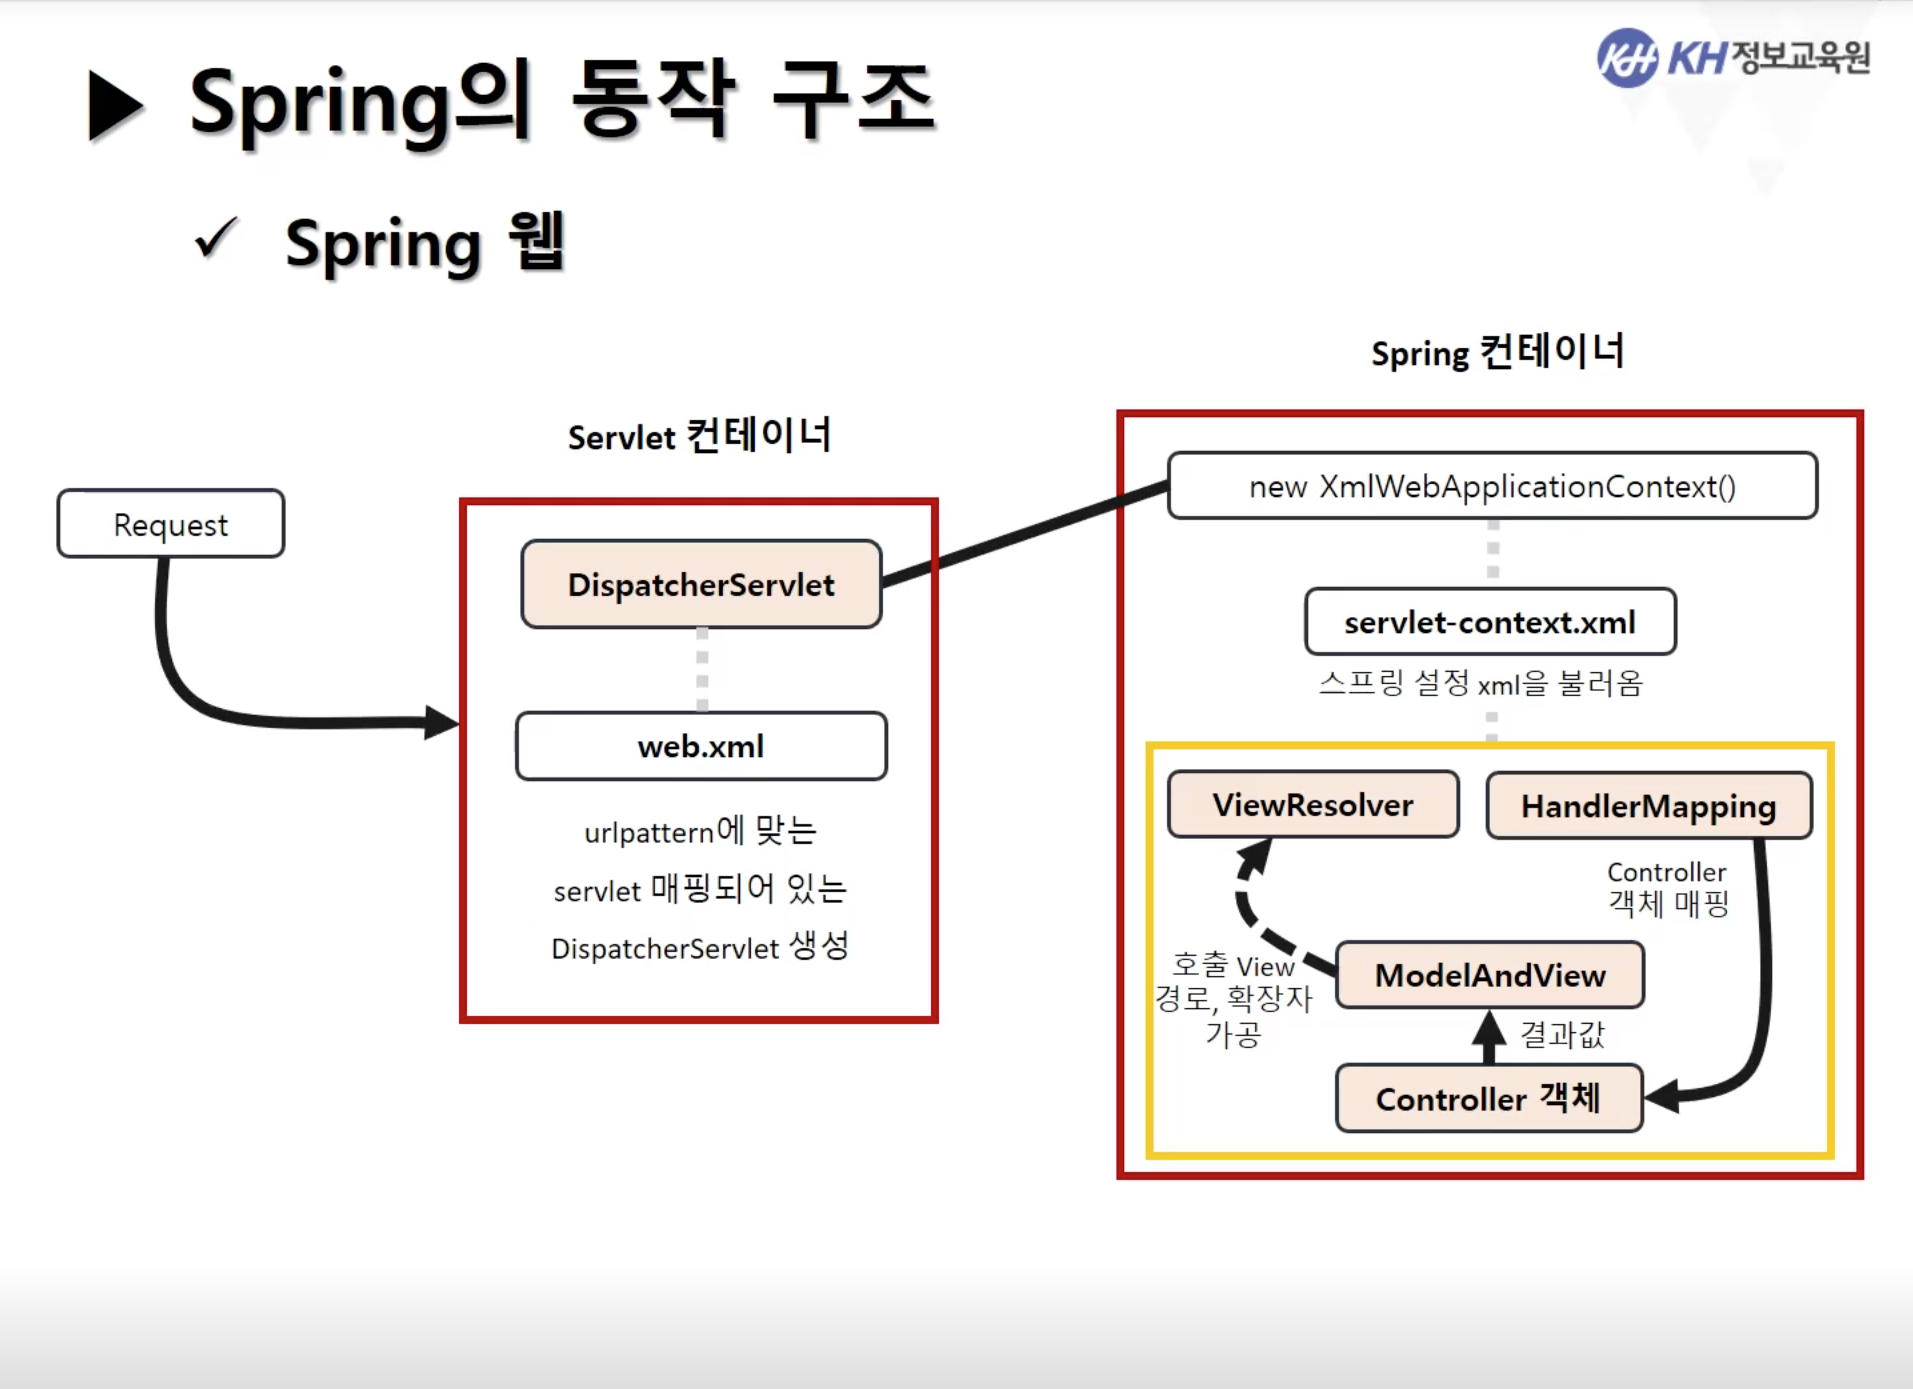 KH KH정보교육원
▶ Spring의 동작 구조
✓ Spring 웹
Request
Servlet 컨테이너
DispatcherServlet
web.xml
urlpattern에 맞는
servlet 매핑되어 있는
DispatcherServlet 생성
Spring 컨테이너
new XmlWebApplicationContext()
servlet-context.xml
스프링 설정 xml을 불러옴
ViewResolver
HandlerMapping
Controller
객체 매핑
호출 View
경로, 확장자
가공
ModelAndView
결과값
Controller 객체